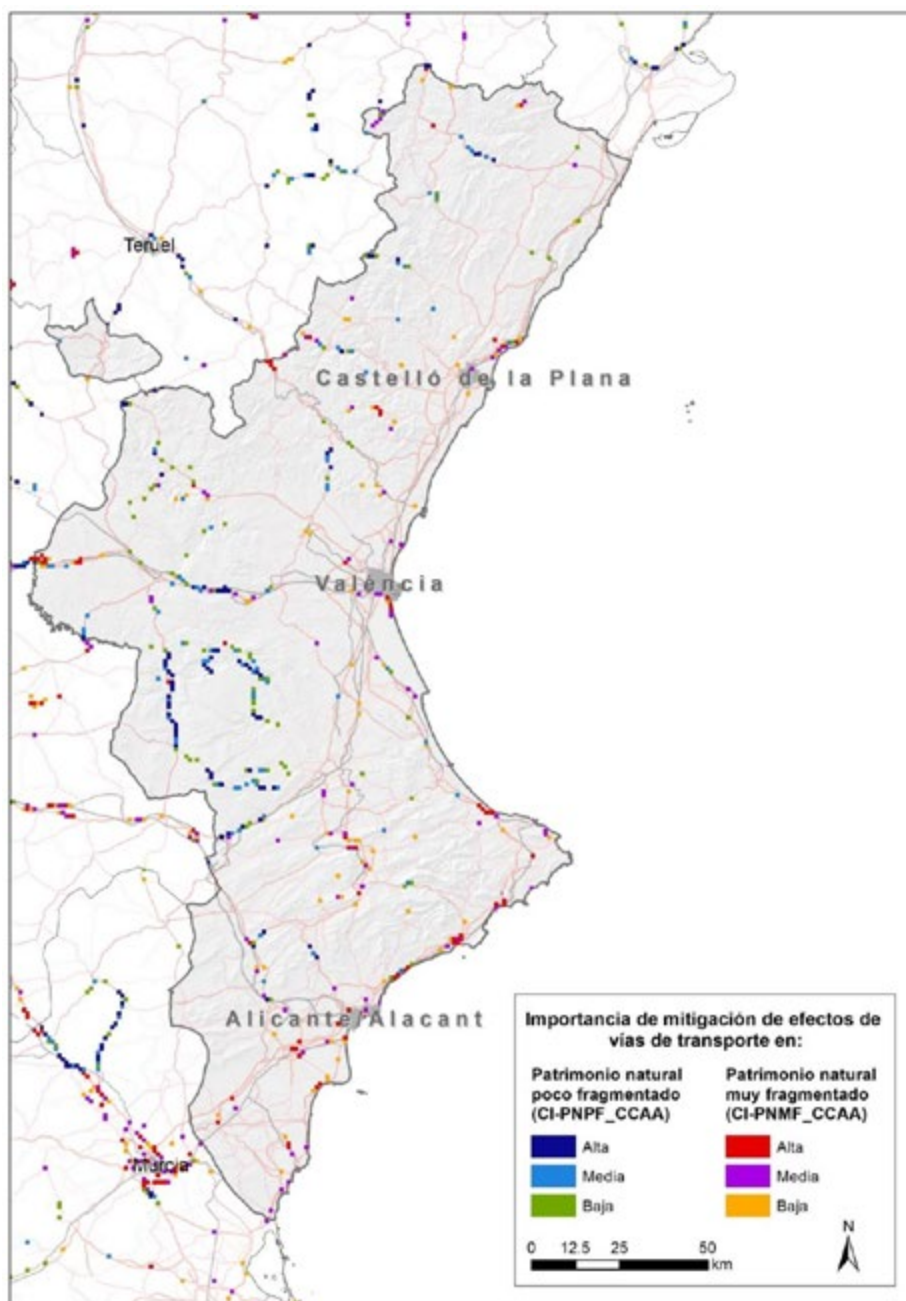 Teruel
Castelló de la Plana
València
Alicante/Alacant
Murcia
Importancia de mitigación de efectos de
vías de transporte en:
Patrimonio natural
poco fragmentado
(CI-PNPF_CCAA)
Alta
Media
Baja
Patrimonio natural
muy fragmentado
(CI-PNMF_CCAA)
Alta
Media
Baja
0 12.5 25 50
km
N